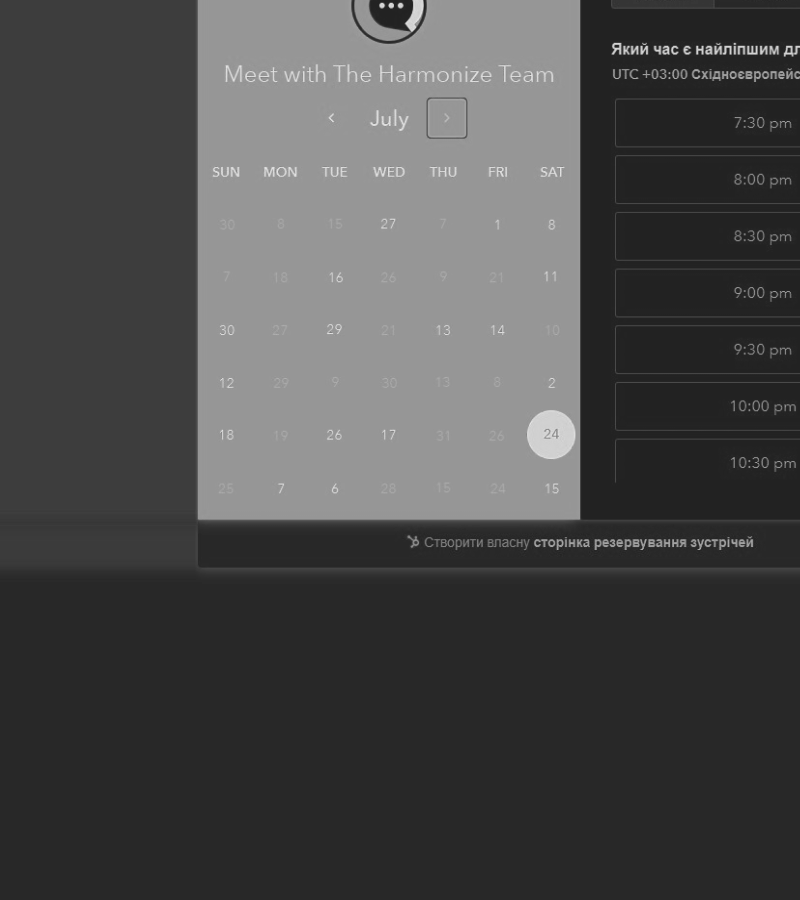 Meet with The Harmonize Team
July
SUN MON TUE WED THU FRI SAT
30 8 15 27 7 1 8
7 18 16 26 9 21 11
30 27 29 21 13 14 10
12 29 9 30 13 8 2
18 19 26 17 31 26 24
25 7 6 28 15 24 15
Який час є найліпшим
UTC +03:00
7:30 pm
8:00 pm
8:30 pm
9:00 pm
9:30 pm
10:00 pm
10:30 pm
Створити власну сторінка резервування зустрічей